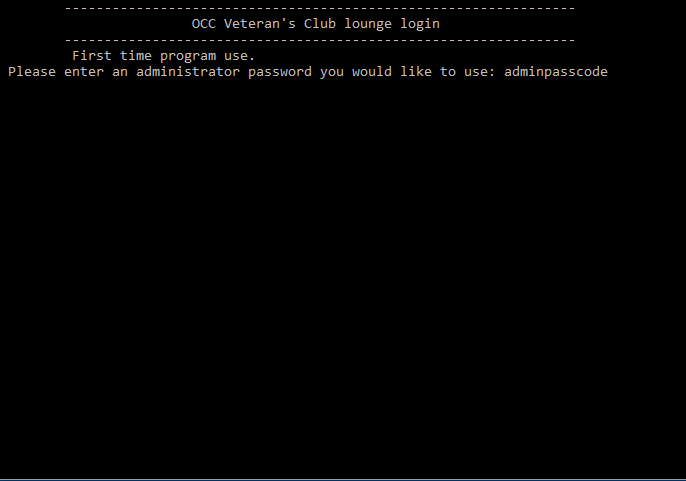 ----------------------------------------------------------------
OCC Veteran's Club lounge login
----------------------------------------------------------------
First time program use.
Please enter an administrator password you would like to use: adminpasscode